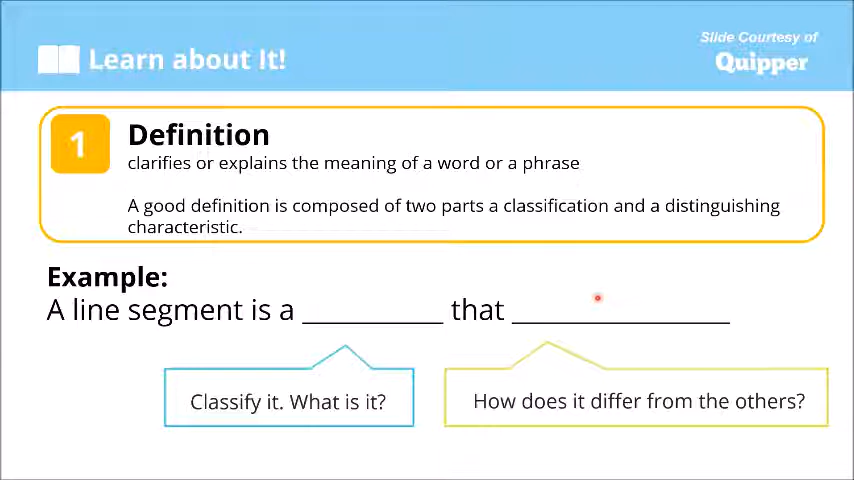 Slide Courtesy of
Learn about It!
Quipper
1
Definition
clarifies or explains the meaning of a word or a phrase
A good definition is composed of two parts a classification and a distinguishing
characteristic.
Example:
A line segment is a __________ that ________________
Classify it. What is it?
How does it differ from the others?